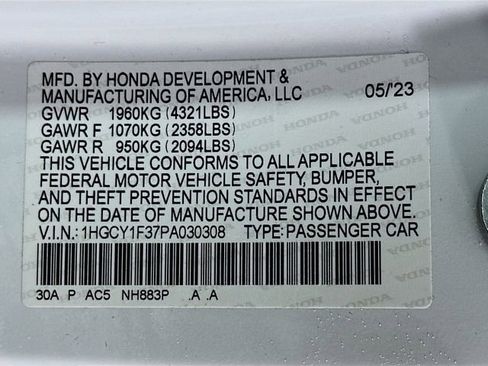 MFD. BY HONDA DEVELOPMENT &
MANUFACTURING OF AMERICA, LLC 05/23
GVWR 1960KG (4321LBS)
GAWR F 1070KG (2358LBS)
GAWR R 950KG (2094LBS)
THIS VEHICLE CONFORMS TO ALL APPLICABLE
FEDERAL MOTOR VEHICLE SAFETY, BUMPER,
AND THEFT PREVENTION STANDARDS IN EFFECT
ON THE DATE OF MANUFACTURE SHOWN ABOVE.
V.I.N.: 1HGCY1F37PA030308 TYPE: PASSENGER CAR
30A P AC5 NH883P .A .A